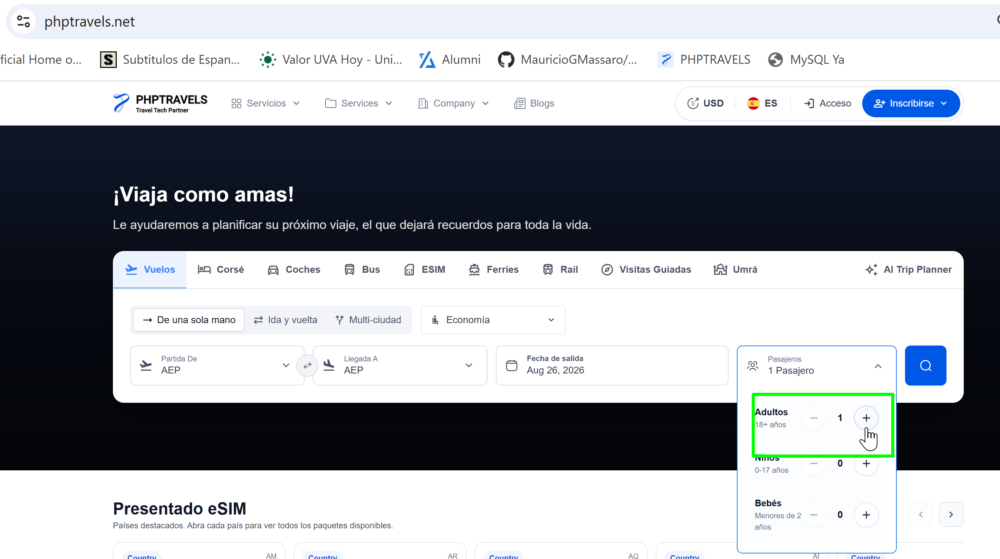 phptravels.net
ficial Home o...
Subtitulos de Espan...
Valor UVA Hoy - Uni...
Alumni
MauricioGMassaro/...
PHPTRAVELS
MySQL Ya
PHPTRAVELS
Travel Tech Partner
Servicios
Services
Company
Blogs
USD
ES
Acceso
Inscribirse
¡Viaja como amas!
Le ayudaremos a planificar su próximo viaje, el que dejará recuerdos para toda la vida.
Vuelos
Corsé
Coches
Bus
ESIM
Ferries
Rail
Visitas Guiadas
Umrá
AI Trip Planner
De una sola mano
Ida y vuelta
Multi-ciudad
Economía
Partida De
AEP
Llegada A
AEP
Fecha de salida
Aug 26, 2026
Pasajeros
1 Pasajero
Adultos
18+ años
1
Niños
0-17 años
0
Bebés
Menores de 2
años
0
Presentado eSIM
Países destacados. Abra cada país para ver todos los paquetes disponibles.
Country
AM
Country
AR
Country
AQ
Country
AI
Country